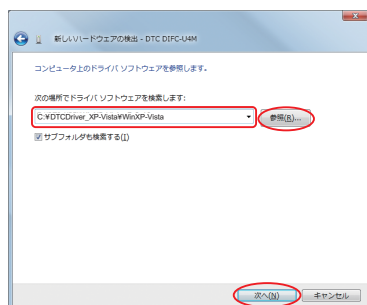 新しいハードウェアの検出 - DTC DIFC-U4M
コンピュータ上のドライバ ソフトウェアを参照します。
次の場所でドライバ ソフトウェアを検索します:
C:¥DTCDriver_XP-Vista¥WinXP-Vista
参照(R)...
サブフォルダも検索する(I)
次へ(N)
キャンセル